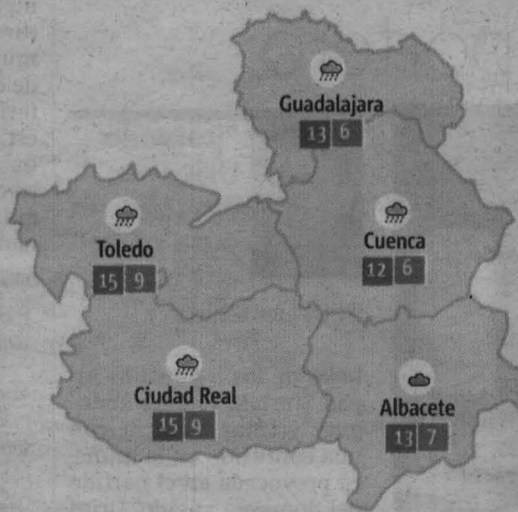 Guadalajara
13 6
Toledo
15 9
Cuenca
12 6
Ciudad Real
15 9
Albacete
13 7